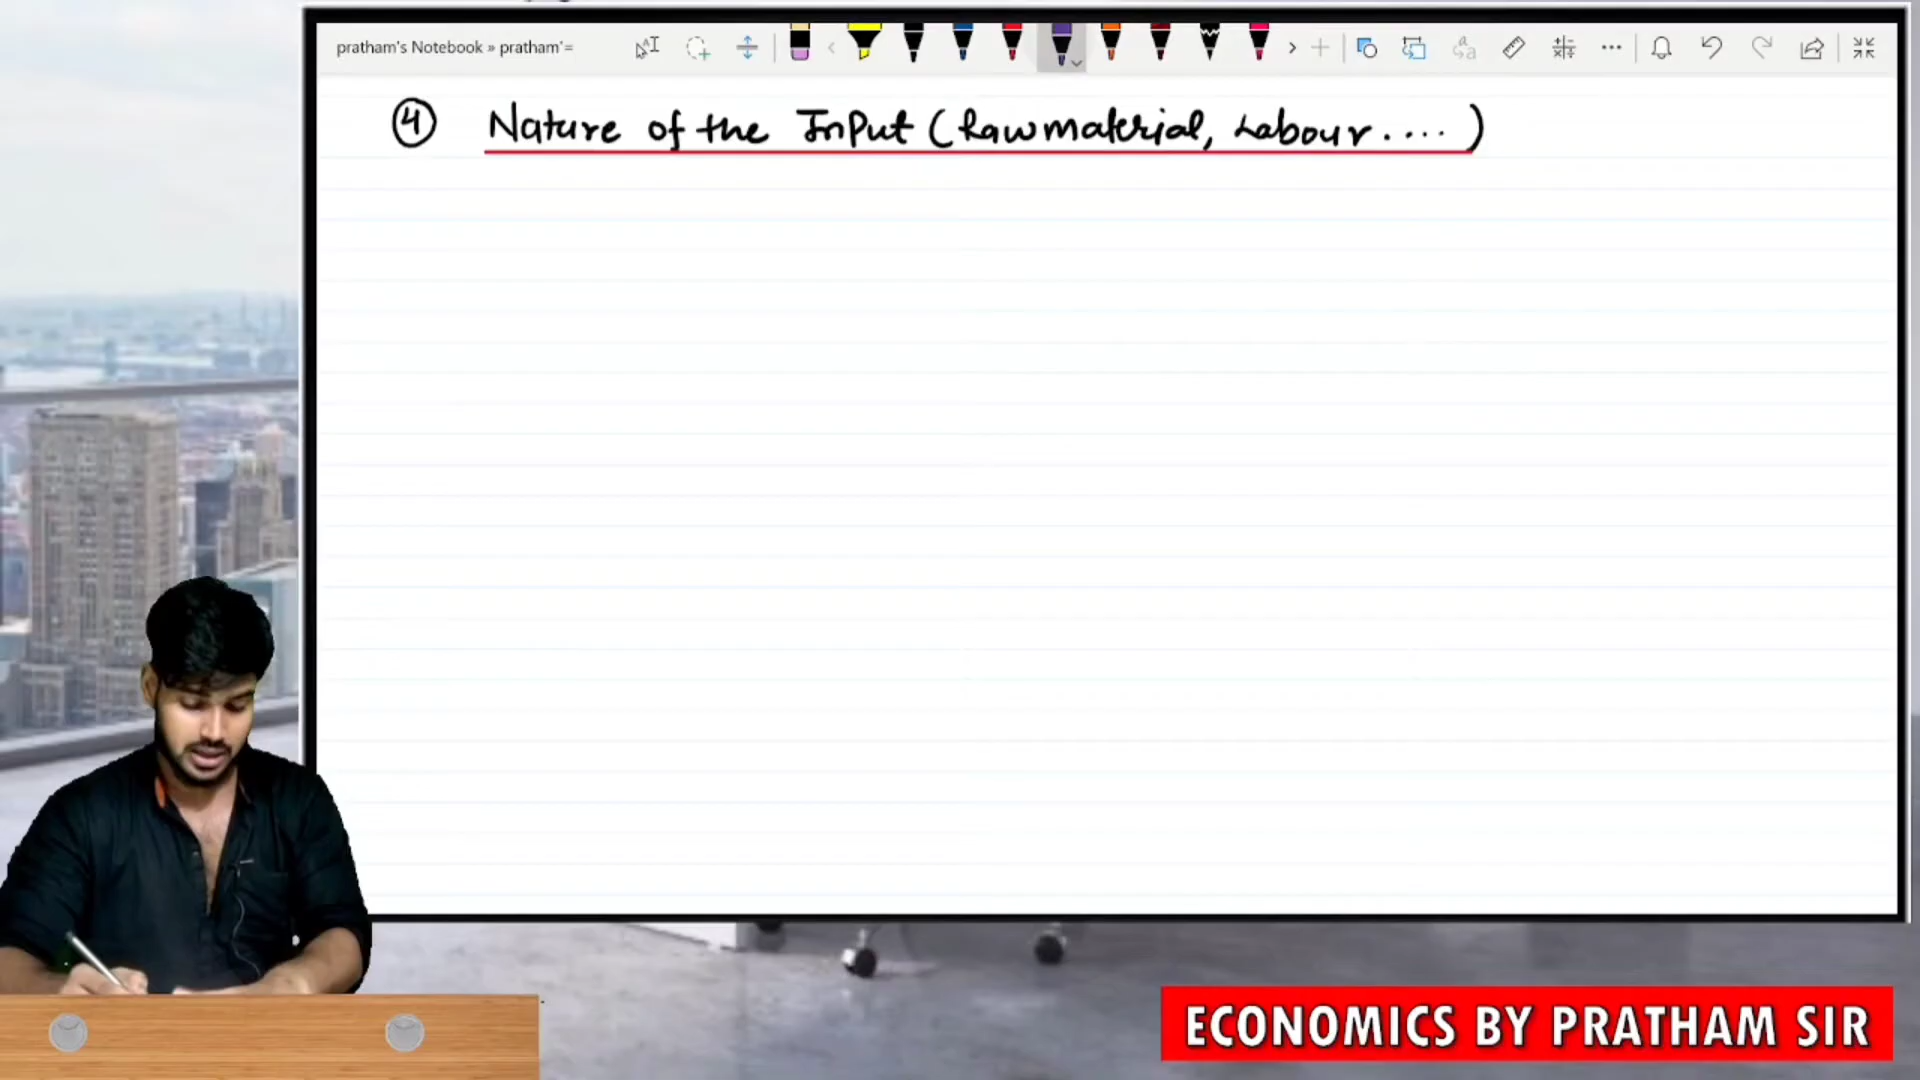 pratham's Notebook » pratham'=
④ Nature of the Input (Rawmaterial, Labour....)
ECONOMICS BY PRATHAM SIR